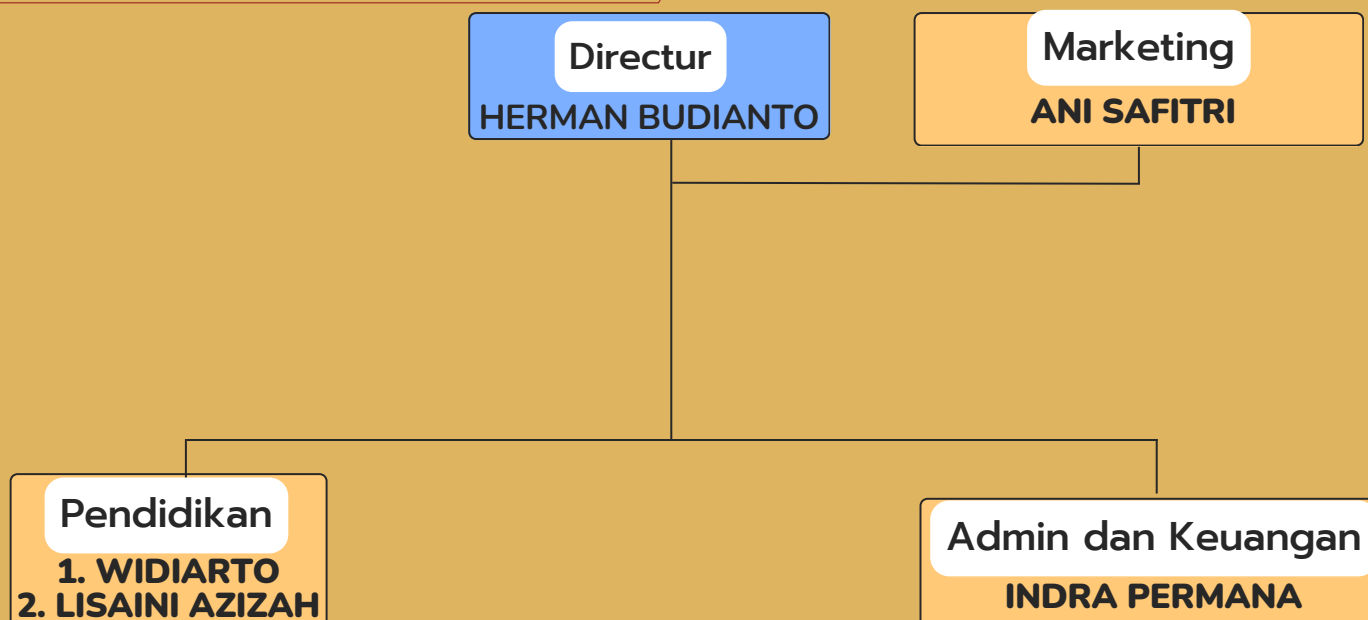 Directur
HERMAN BUDIANTO
Marketing
ANI SAFITRI
Pendidikan
1. WIDIARTO
2. LISAINI AZIZAH
Admin dan Keuangan
INDRA PERMANA